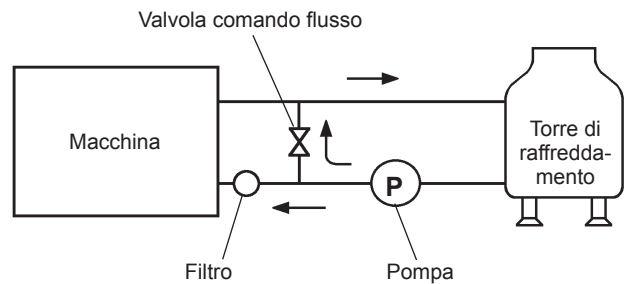 Valvola comando flusso
Macchina
Torre di
raffredda-
mento
P
Filtro
Pompa